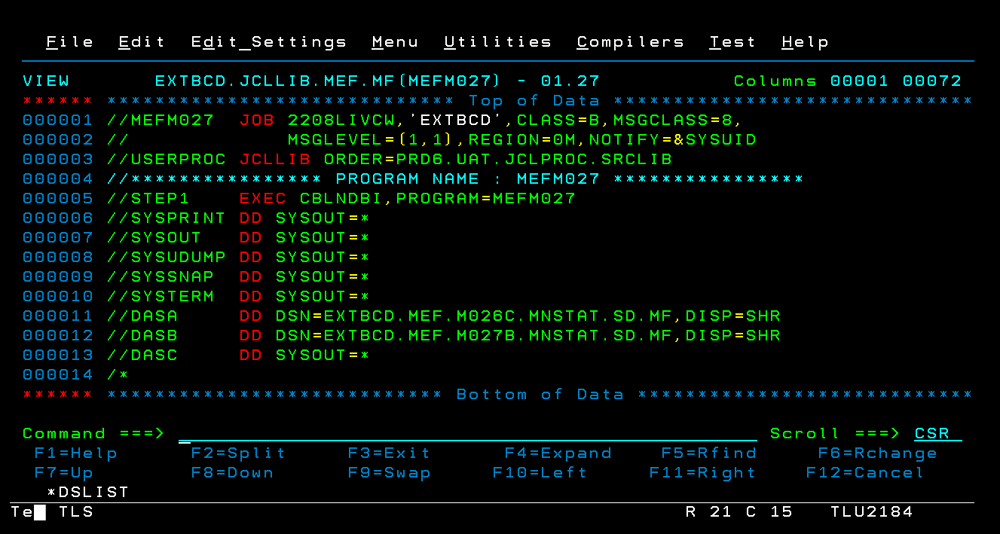 File  Edit  Edit_Settings  Menu  Utilities  Compilers  Test  Help
VIEW       EXTBCD.JCLLIB.MEF.MF(MEFM027) - 01.27                       Columns 00001 00072
****** ***************************** Top of Data ******************************
000001 //MEFM027  JOB 2208LIVCW,'EXTBCD',CLASS=B,MSGCLASS=8,
000002 //             MSGLEVEL=(1,1),REGION=0M,NOTIFY=&SYSUID
000003 //USERPROC JCLLIB ORDER=PRD6.UAT.JCLPROC.SRCLIB
000004 //**************** PROGRAM NAME : MEFM027 ****************
000005 //STEP1    EXEC CBLNDBI,PROGRAM=MEFM027
000006 //SYSPRINT DD SYSOUT=*
000007 //SYSOUT   DD SYSOUT=*
000008 //SYSUDUMP DD SYSOUT=*
000009 //SYSSNAP  DD SYSOUT=*
000010 //SYSTERM  DD SYSOUT=*
000011 //DASA     DD DSN=EXTBCD.MEF.M026C.MNSTAT.SD.MF,DISP=SHR
000012 //DASB     DD DSN=EXTBCD.MEF.M027B.MNSTAT.SD.MF,DISP=SHR
000013 //DASC     DD SYSOUT=*
000014 /*
****** **************************** Bottom of Data ****************************
Command ===> Scroll ===> CSR
F1=Help      F2=Split     F3=Exit      F4=Expand    F5=Rfind     F6=Rchange
F7=Up        F8=Down      F9=Swap     F10=Left     F11=Right    F12=Cancel
*DSLIST
Te TLS R 21 C 15   TLU2184